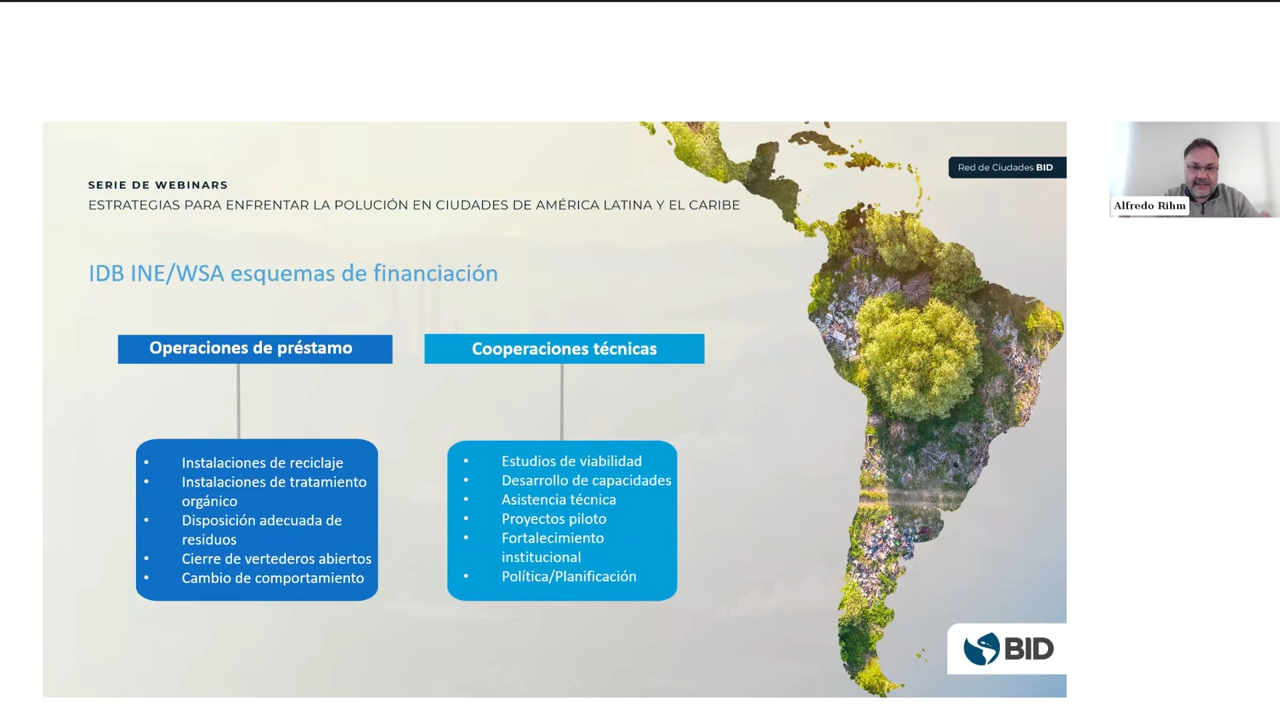 SERIE DE WEBINARS
ESTRATEGIAS PARA ENFRENTAR LA POLUCIÓN EN CIUDADES DE AMÉRICA LATINA Y EL CARIBE
Red de Ciudades BID
Alfredo Rihm
IDB INE/WSA esquemas de financiación
Operaciones de préstamo
• Instalaciones de reciclaje
• Instalaciones de tratamiento
orgánico
• Disposición adecuada de
residuos
• Cierre de vertederos abiertos
• Cambio de comportamiento
Cooperaciones técnicas
• Estudios de viabilidad
• Desarrollo de capacidades
• Asistencia técnica
• Proyectos piloto
• Fortalecimiento
institucional
• Política/Planificación
BID